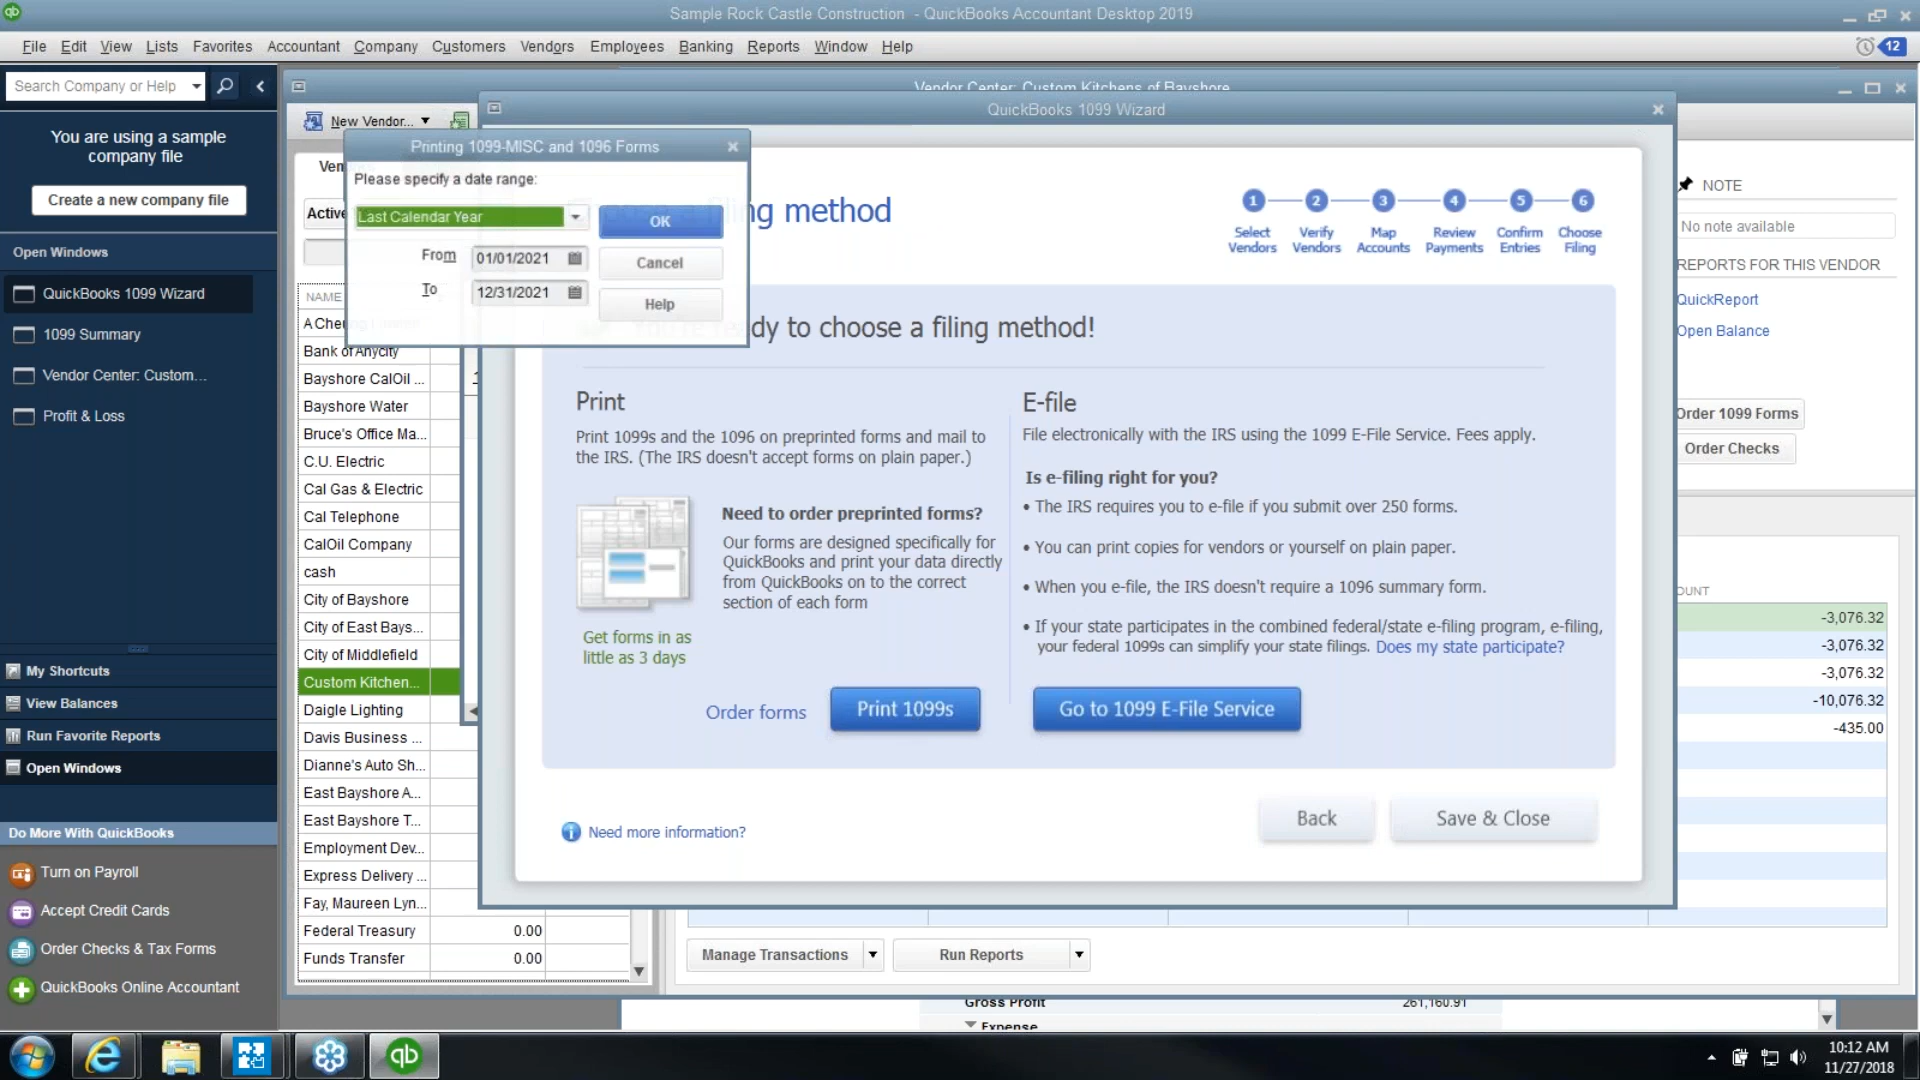 Sample Rock Castle Construction - QuickBooks Accountant Desktop 2019
File Edit View Lists Favorites Accountant Company Customers Vendors Employees Banking Reports Window Help
12
Search Company or Help
You are using a sample
company file
Create a new company file
Open Windows
QuickBooks 1099 Wizard
1099 Summary
Vendor Center: Custom...
Profit & Loss
My Shortcuts
View Balances
Run Favorite Reports
Open Windows
Do More With QuickBooks
Turn on Payroll
Accept Credit Cards
Order Checks & Tax Forms
QuickBooks Online Accountant
Vendor Center: Custom Kitchens of Bayshore
New Vendor...
Active
NAME
Bank of Anycity
Bayshore CalOil ...
Bayshore Water
Bruce's Office Ma...
C.U. Electric
Cal Gas & Electric
Cal Telephone
CalOil Company
cash
City of Bayshore
City of East Bays...
City of Middlefield
Custom Kitchen...
Daigle Lighting
Davis Business ...
Dianne's Auto Sh...
East Bayshore A...
East Bayshore T...
Employment Dev...
Express Delivery ...
Fay, Maureen Lyn...
Federal Treasury 0.00
Funds Transfer 0.00
Printing 1099-MISC and 1096 Forms
Please specify a date range:
Last Calendar Year
OK
From 01/01/2021
Cancel
To 12/31/2021
Help
QuickBooks 1099 Wizard
ng method
1 2 3 4 5 6
Select Vendors
Verify Vendors
Map Accounts
Review Payments
Confirm Entries
Choose Filing
You're ready to choose a filing method!
Print
Print 1099s and the 1096 on preprinted forms and mail to
the IRS. (The IRS doesn't accept forms on plain paper.)
Need to order preprinted forms?
Our forms are designed specifically for
QuickBooks and print your data directly
from QuickBooks on to the correct
section of each form
Get forms in as
little as 3 days
Order forms
Print 1099s
E-file
File electronically with the IRS using the 1099 E-File Service. Fees apply.
Is e-filing right for you?
• The IRS requires you to e-file if you submit over 250 forms.
• You can print copies for vendors or yourself on plain paper.
• When you e-file, the IRS doesn't require a 1096 summary form.
• If your state participates in the combined federal/state e-filing program, e-filing,
your federal 1099s can simplify your state filings. Does my state participate?
Go to 1099 E-File Service
Need more information?
Back
Save & Close
NOTE
No note available
REPORTS FOR THIS VENDOR
QuickReport
Open Balance
Order 1099 Forms
Order Checks
OUNT
-3,076.32
-3,076.32
-3,076.32
-10,076.32
-435.00
Manage Transactions
Run Reports
Gross Profit 261,160.91
Expense
10:12 AM
11/27/2018